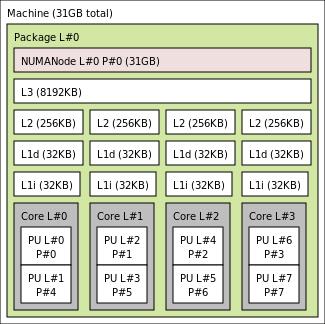 Machine (31GB total)
Package L#0
NUMANode L#0 P#0 (31GB)
L3 (8192KB)
L2 (256KB) L2 (256KB) L2 (256KB) L2 (256KB)
L1d (32KB) L1d (32KB) L1d (32KB) L1d (32KB)
L1i (32KB) L1i (32KB) L1i (32KB) L1i (32KB)
Core L#0 Core L#1 Core L#2 Core L#3
PU L#0 PU L#2 PU L#4 PU L#6
P#0 P#1 P#2 P#3
PU L#1 PU L#3 PU L#5 PU L#7
P#4 P#5 P#6 P#7